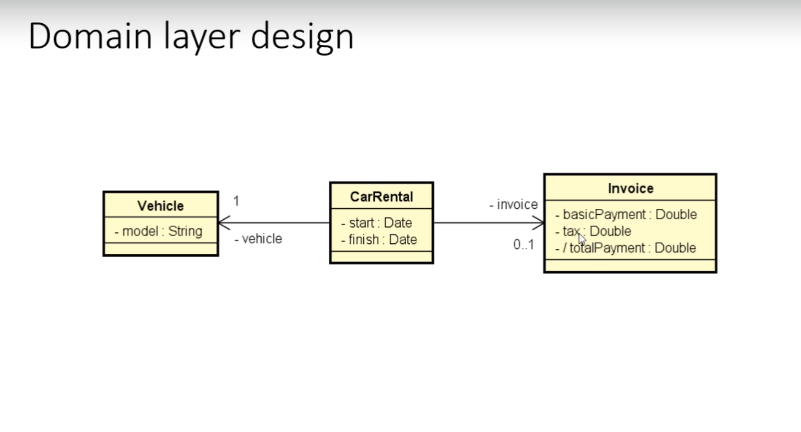 Domain layer design
Vehicle
- model : String
1
- vehicle
CarRental
- start : Date
- finish : Date
- invoice
0..1
Invoice
- basicPayment : Double
- tax : Double
- / totalPayment : Double